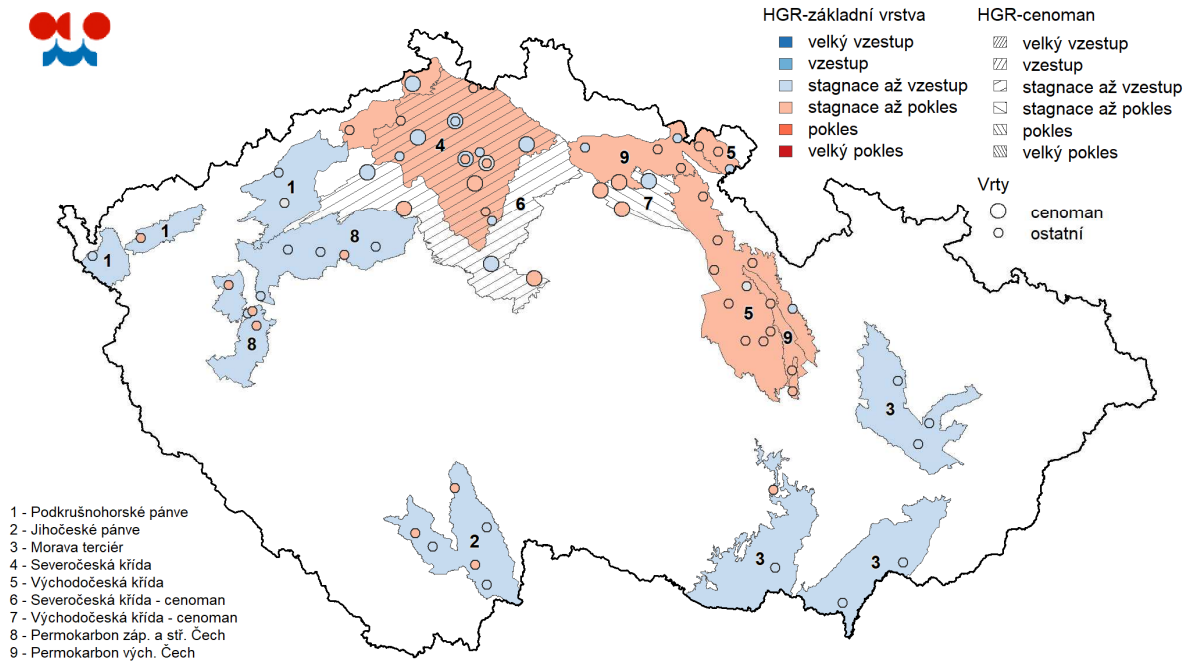 HGR-základní vrstva
velký vzestup
vzestup
stagnace až vzestup
stagnace až pokles
pokles
velký pokles
HGR-cenoman
velký vzestup
vzestup
stagnace až vzestup
stagnace až pokles
pokles
velký pokles
Vrty
cenoman
ostatní
4
9
5
1
6
7
1
8
1
5
8
9
3
2
3
3
1 - Podkrušnohorské pánve
2 - Jihočeské pánve
3 - Morava terciér
4 - Severočeská křída
5 - Východočeská křída
6 - Severočeská křída - cenoman
7 - Východočeská křída - cenoman
8 - Permokarbon záp. a stř. Čech
9 - Permokarbon vých. Čech